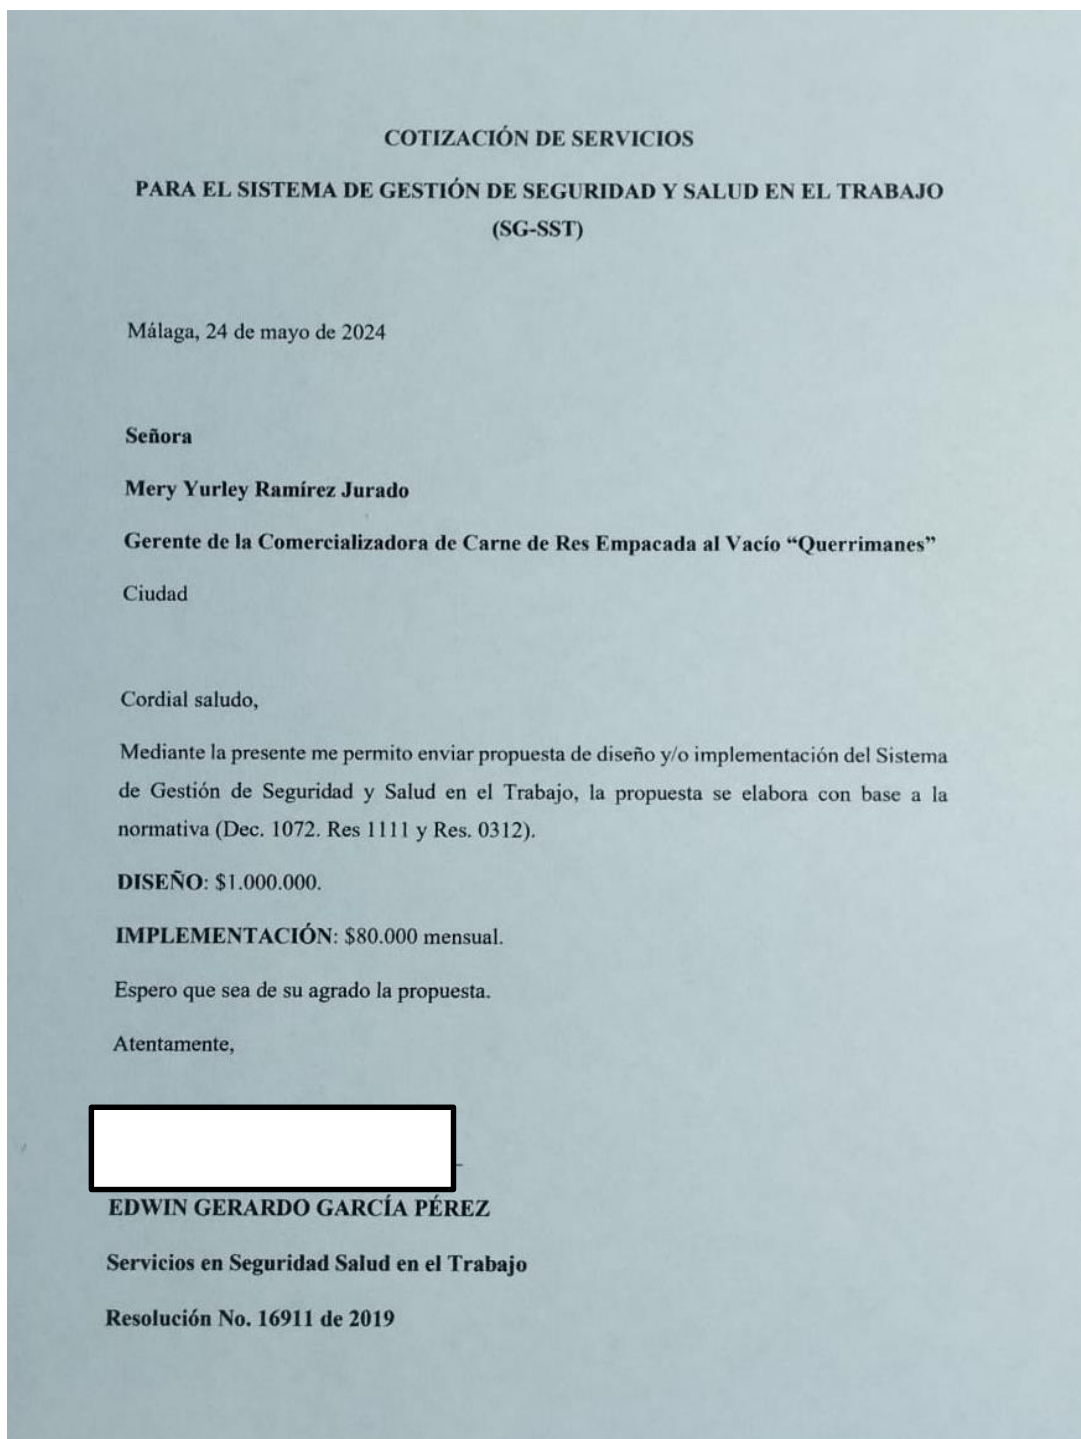 COTIZACIÓN DE SERVICIOS
PARA EL SISTEMA DE GESTIÓN DE SEGURIDAD Y SALUD EN EL TRABAJO
(SG-SST)
Málaga, 24 de mayo de 2024
Señora
Mery Yurley Ramírez Jurado
Gerente de la Comercializadora de Carne de Res Empacada al Vacío “Querrimanes”
Ciudad
Cordial saludo,
Mediante la presente me permito enviar propuesta de diseño y/o implementación del Sistema
de Gestión de Seguridad y Salud en el Trabajo, la propuesta se elabora con base a la
normativa (Dec. 1072. Res 1111 y Res. 0312).
DISEÑO: $1.000.000.
IMPLEMENTACIÓN: $80.000 mensual.
Espero que sea de su agrado la propuesta.
Atentamente,
EDWIN GERARDO GARCÍA PÉREZ
Servicios en Seguridad Salud en el Trabajo
Resolución No. 16911 de 2019